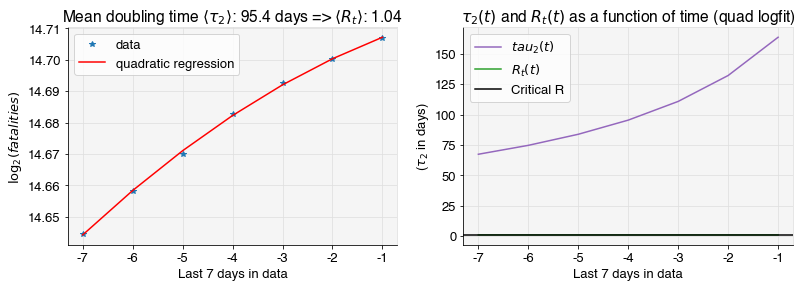 Mean doubling time ⟨τ₂⟩: 95.4 days => ⟨Rₜ⟩: 1.04
14.71
14.70
14.69
14.68
14.67
14.66
14.65
log₂(fatalities)
data
quadratic regression
-7 -6 -5 -4 -3 -2 -1
Last 7 days in data
τ₂(t) and Rₜ(t) as a function of time (quad logfit)
150
125
100
75
50
25
0
(τ₂ in days)
tau₂(t)
Rₜ(t)
Critical R
-7 -6 -5 -4 -3 -2 -1
Last 7 days in data